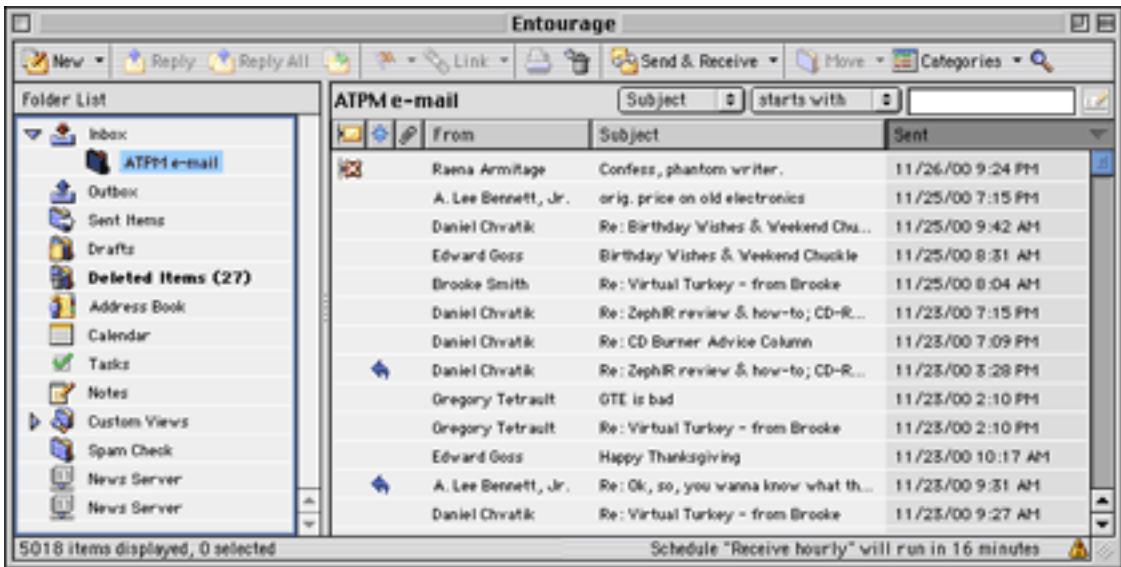 Entourage
New Reply Reply All Link Send & Receive Move Categories
Folder List
ATPM e-mail Subject starts with
From Subject Sent
Inbox
ATPM e-mail
Outbox
Sent Items
Drafts
Deleted Items (27)
Address Book
Calendar
Tasks
Notes
Custom Views
Spam Check
News Server
News Server
Raena Armitage Confess, phantom writer. 11/26/00 9:24 PM
A. Lee Bennett, Jr. orig. price on old electronics 11/25/00 7:15 PM
Daniel Chvatik Re: Birthday Wishes & Weekend Chu... 11/25/00 9:42 AM
Edward Goss Birthday Wishes & Weekend Chuckle 11/25/00 8:31 AM
Brooke Smith Re: Virtual Turkey - from Brooke 11/25/00 8:04 AM
Daniel Chvatik Re: ZephIR review & how-to; CD-R... 11/23/00 7:15 PM
Daniel Chvatik Re: CD Burner Advice Column 11/23/00 7:09 PM
Daniel Chvatik Re: ZephIR review & how-to; CD-R... 11/23/00 3:28 PM
Gregory Tetrault GTE is bad 11/23/00 2:10 PM
Gregory Tetrault Re: Virtual Turkey - from Brooke 11/23/00 2:10 PM
Edward Goss Happy Thanksgiving 11/23/00 10:17 AM
A. Lee Bennett, Jr. Re: Ok, so, you wanna know what th... 11/23/00 9:31 AM
Daniel Chvatik Re: Virtual Turkey - from Brooke 11/23/00 9:27 AM
5018 items displayed, 0 selected
Schedule "Receive hourly" will run in 16 minutes